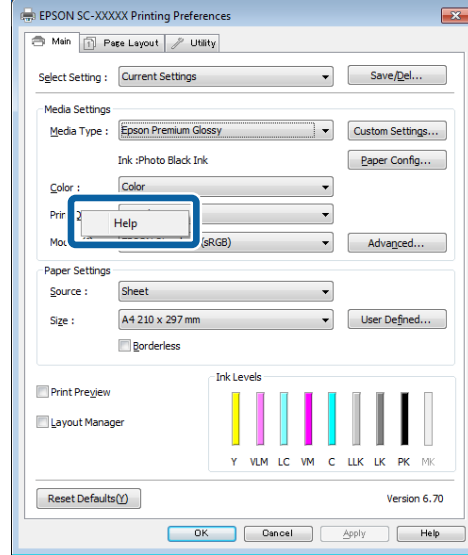 EPSON SC-XXXXX Printing Preferences
Main Page Layout Utility
Select Setting : Current Settings Save/Del...
Media Settings
Media Type : Epson Premium Glossy Custom Settings...
Ink :Photo Black Ink Paper Config...
Color : Color
Prin
Help
Mod (sRGB) Advanced...
Paper Settings
Source : Sheet
Size : A4 210 x 297 mm User Defined...
Borderless
Ink Levels
Print Preview
Layout Manager
Y VLM LC VM C LLK LK PK MK
Reset Defaults(Y) Version 6.70
OK Cancel Apply Help